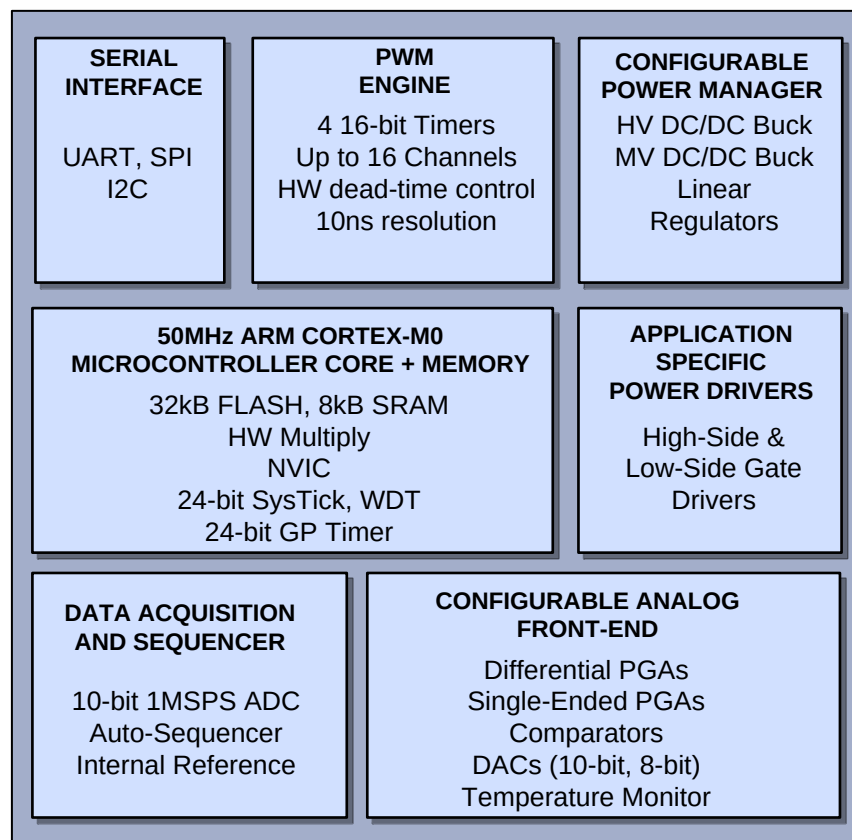 SERIAL
INTERFACE
UART, SPI
I2C
PWM
ENGINE
4 16-bit Timers
Up to 16 Channels
HW dead-time control
10ns resolution
CONFIGURABLE
POWER MANAGER
HV DC/DC Buck
MV DC/DC Buck
Linear
Regulators
50MHz ARM CORTEX-M0
MICROCONTROLLER CORE + MEMORY
32kB FLASH, 8kB SRAM
HW Multiply
NVIC
24-bit SysTick, WDT
24-bit GP Timer
APPLICATION
SPECIFIC
POWER DRIVERS
High-Side &
Low-Side Gate
Drivers
DATA ACQUISITION
AND SEQUENCER
10-bit 1MSPS ADC
Auto-Sequencer
Internal Reference
CONFIGURABLE ANALOG
FRONT-END
Differential PGAs
Single-Ended PGAs
Comparators
DACs (10-bit, 8-bit)
Temperature Monitor